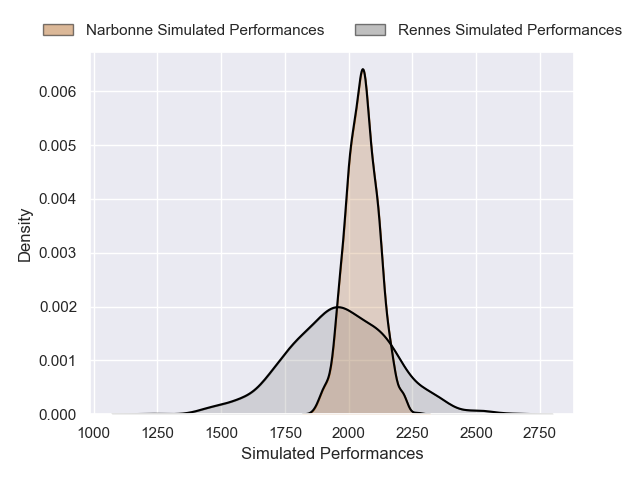 Narbonne Simulated Performances Rennes Simulated Performances
0.006
0.005
0.004
0.003
0.002
0.001
0.000
Density
1000 1250 1500 1750 2000 2250 2500 2750
Simulated Performances